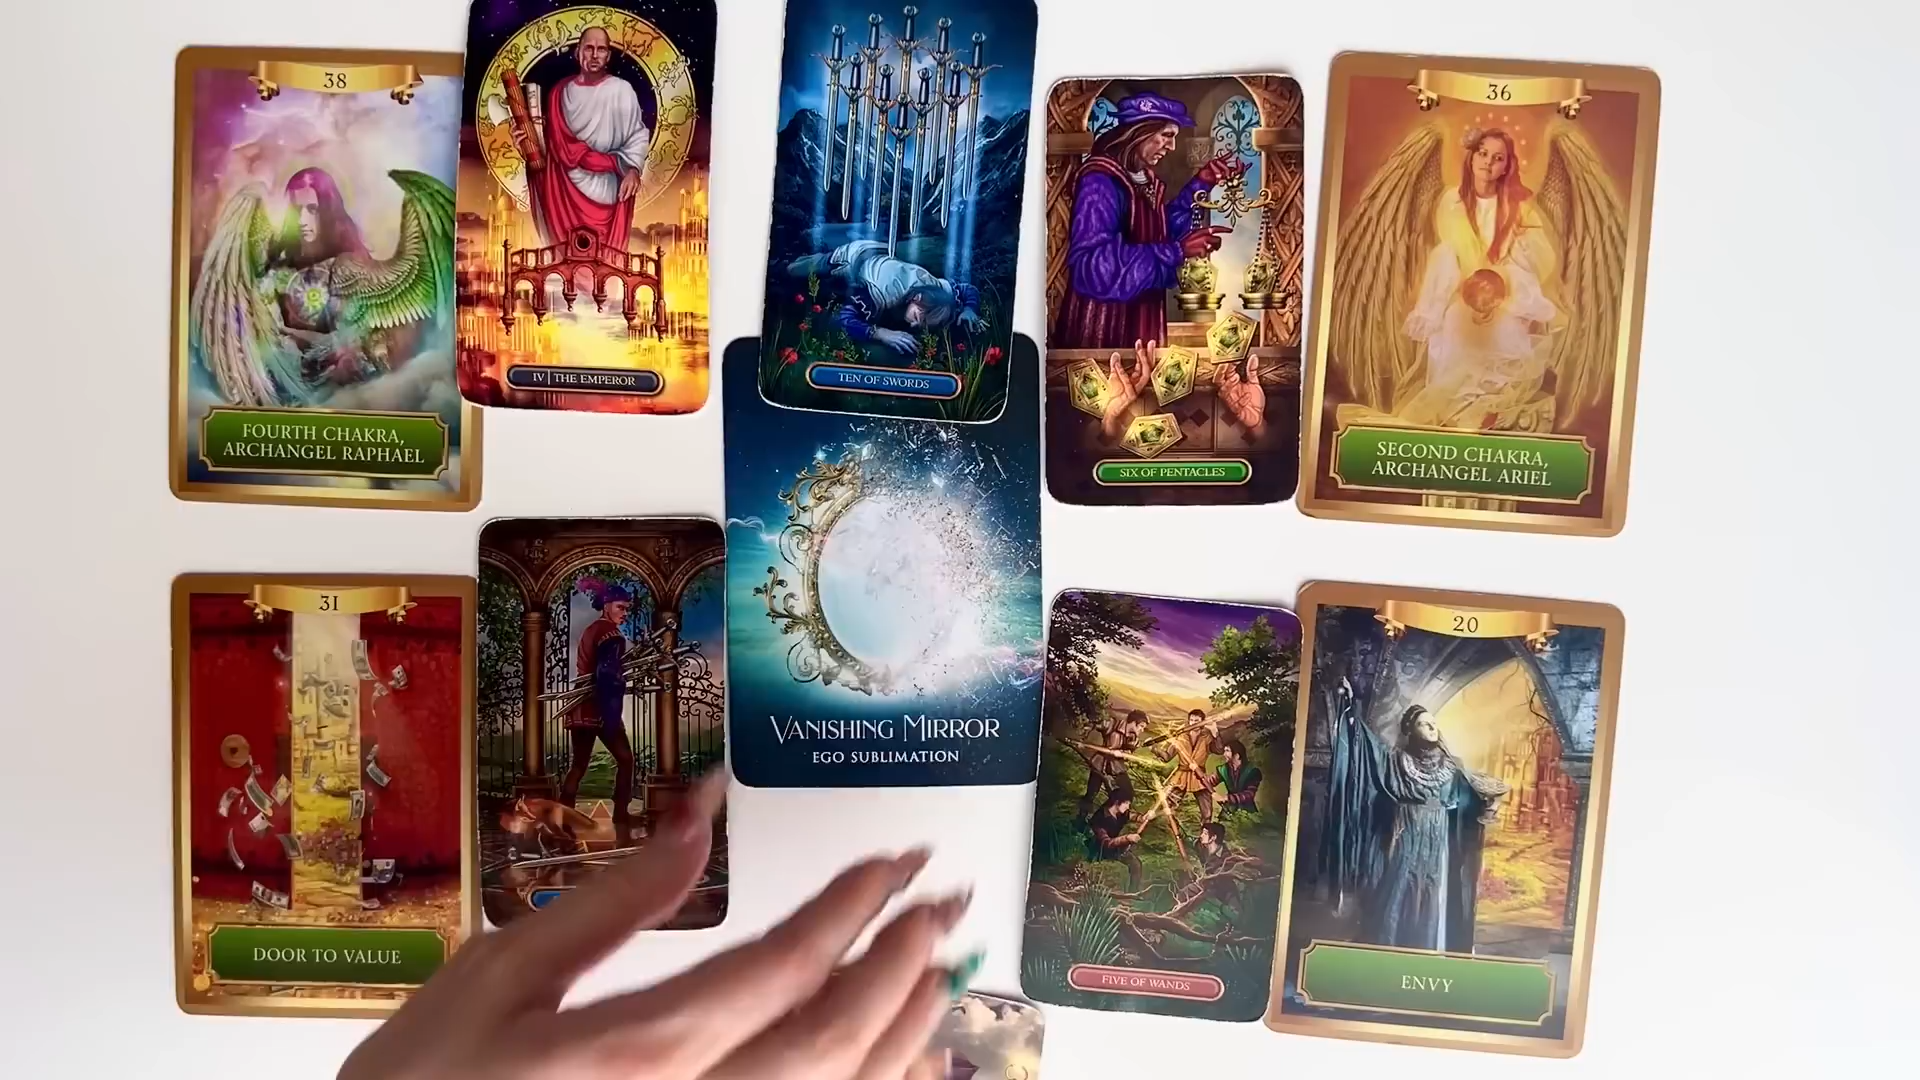 38
FOURTH CHAKRA,
ARCHANGEL RAPHAEL
IV | THE EMPEROR
TEN OF SWORDS
SIX OF PENTACLES
36
SECOND CHAKRA,
ARCHANGEL ARIEL
31
DOOR TO VALUE
VANISHING MIRROR
EGO SUBLIMATION
FIVE OF WANDS
20
ENVY